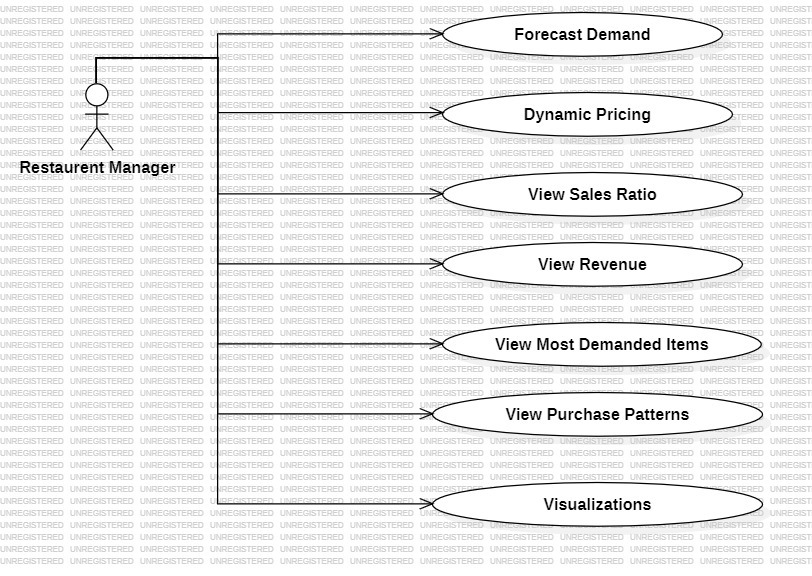 Forecast Demand
Dynamic Pricing
Restaurent Manager
View Sales Ratio
View Revenue
View Most Demanded Items
View Purchase Patterns
Visualizations
UNREGISTERED